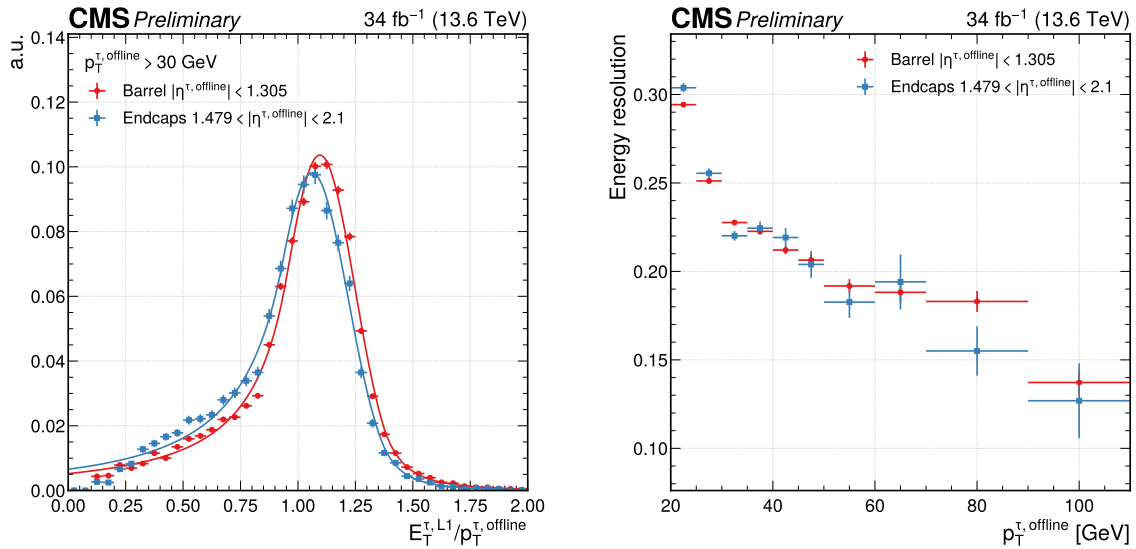 CMS Preliminary 34 fb⁻¹ (13.6 TeV)
a.u.
p_T^{τ, offline} > 30 GeV
Barrel |η^{τ, offline}| < 1.305
Endcaps 1.479 < |η^{τ, offline}| < 2.1
0.14
0.12
0.10
0.08
0.06
0.04
0.02
0.00
0.00 0.25 0.50 0.75 1.00 1.25 1.50 1.75 2.00
E_T^{τ, L1}/p_T^{τ, offline}
CMS Preliminary 34 fb⁻¹ (13.6 TeV)
Energy resolution
Barrel |η^{τ, offline}| < 1.305
Endcaps 1.479 < |η^{τ, offline}| < 2.1
0.30
0.25
0.20
0.15
0.10
20 40 60 80 100
p_T^{τ, offline} [GeV]